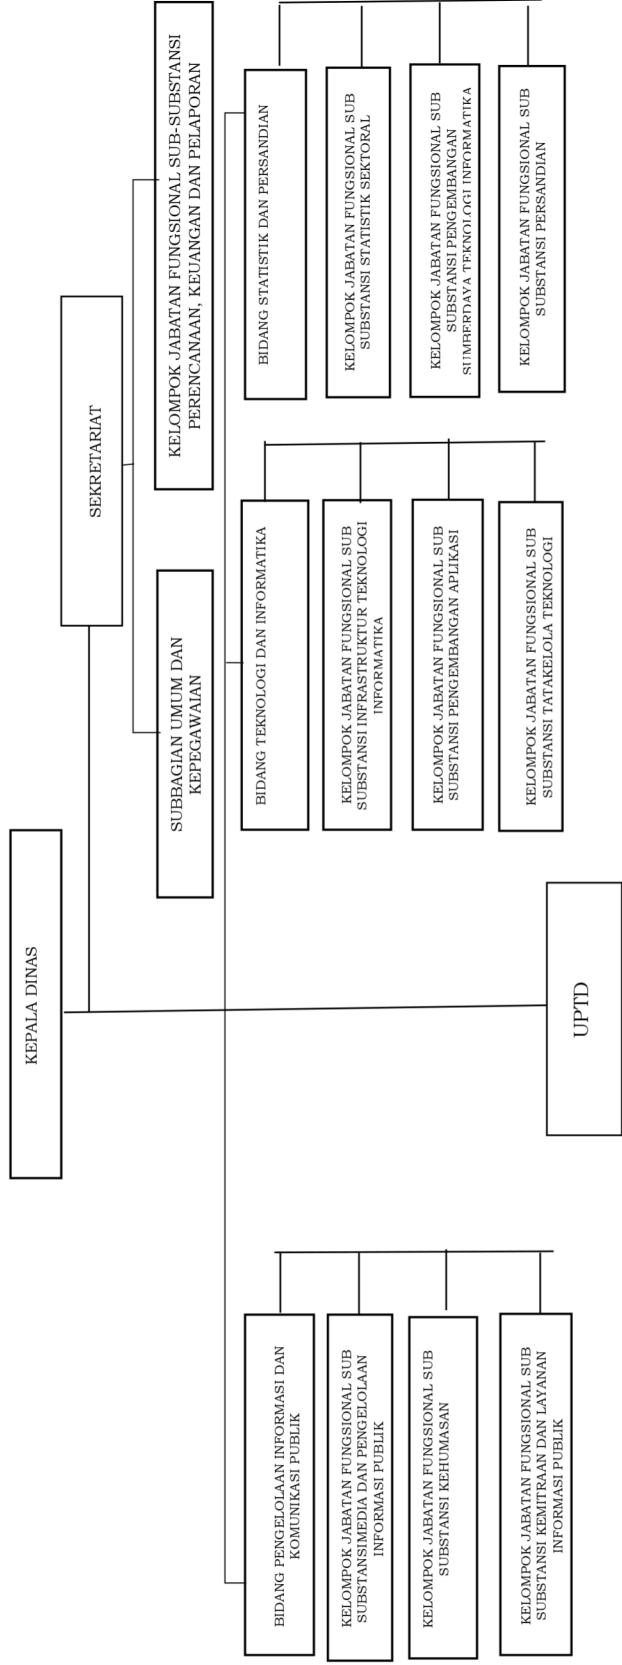 KEPALA DINAS
SEKRETARIAT
SUBBAGIAN UMUM DAN
KEPEGAWAIAN
KELOMPOK JABATAN FUNGSIONAL SUB-SUBSTANSI
PERENCANAAN, KEUANGAN DAN PELAPORAN
BIDANG PENGELOLAAN INFORMASI DAN
KOMUNIKASI PUBLIK
KELOMPOK JABATAN FUNGSIONAL SUB
SUBSTANSIMEDIA DAN PENGELOLAAN
INFORMASI PUBLIK
KELOMPOK JABATAN FUNGSIONAL SUB
SUBSTANSI KEHUMASAN
KELOMPOK JABATAN FUNGSIONAL SUB
SUBSTANSI KEMITRAAN DAN LAYANAN
INFORMASI PUBLIK
BIDANG TEKNOLOGI DAN INFORMATIKA
KELOMPOK JABATAN FUNGSIONAL SUB
SUBSTANSI INFRASTRUKTUR TEKNOLOGI
INFORMATIKA
KELOMPOK JABATAN FUNGSIONAL SUB
SUBSTANSI PENGEMBANGAN APLIKASI
KELOMPOK JABATAN FUNGSIONAL SUB
SUBSTANSI TATAKELOLA TEKNOLOGI
BIDANG STATISTIK DAN PERSANDIAN
KELOMPOK JABATAN FUNGSIONAL SUB
SUBSTANSI STATISTIK SEKTORAL
KELOMPOK JABATAN FUNGSIONAL SUB
SUBSTANSI PENGEMBANGAN
SUMBERDAYA TEKNOLOGI INFORMATIKA
KELOMPOK JABATAN FUNGSIONAL SUB
SUBSTANSI PERSANDIAN
UPTD